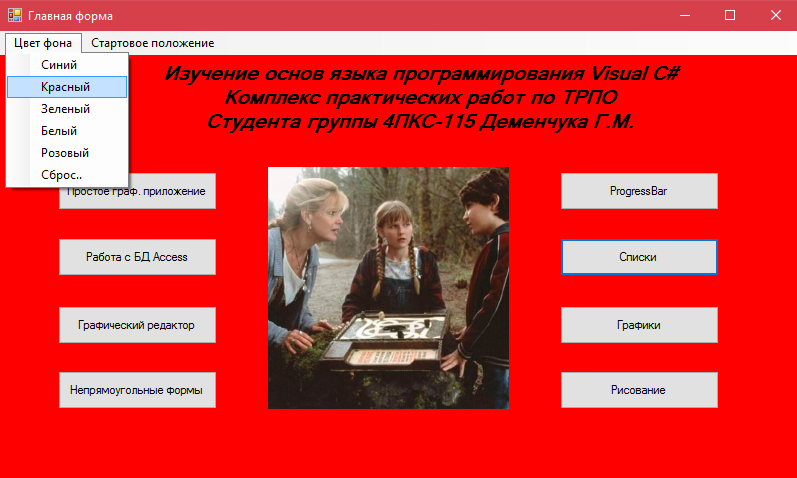 Главная форма
Цвет фона Стартовое положение
Синий
Красный
Зеленый
Белый
Розовый
Сброс..
Изучение основ языка программирования Visual C#
Комплекс практических работ по ТРПО
Студента группы 4ПКС-115 Деменчука Г.М.
Простое граф. приложение
Работа с БД Access
Графический редактор
Непрямоугольные формы
ProgressBar
Списки
Графики
Рисование